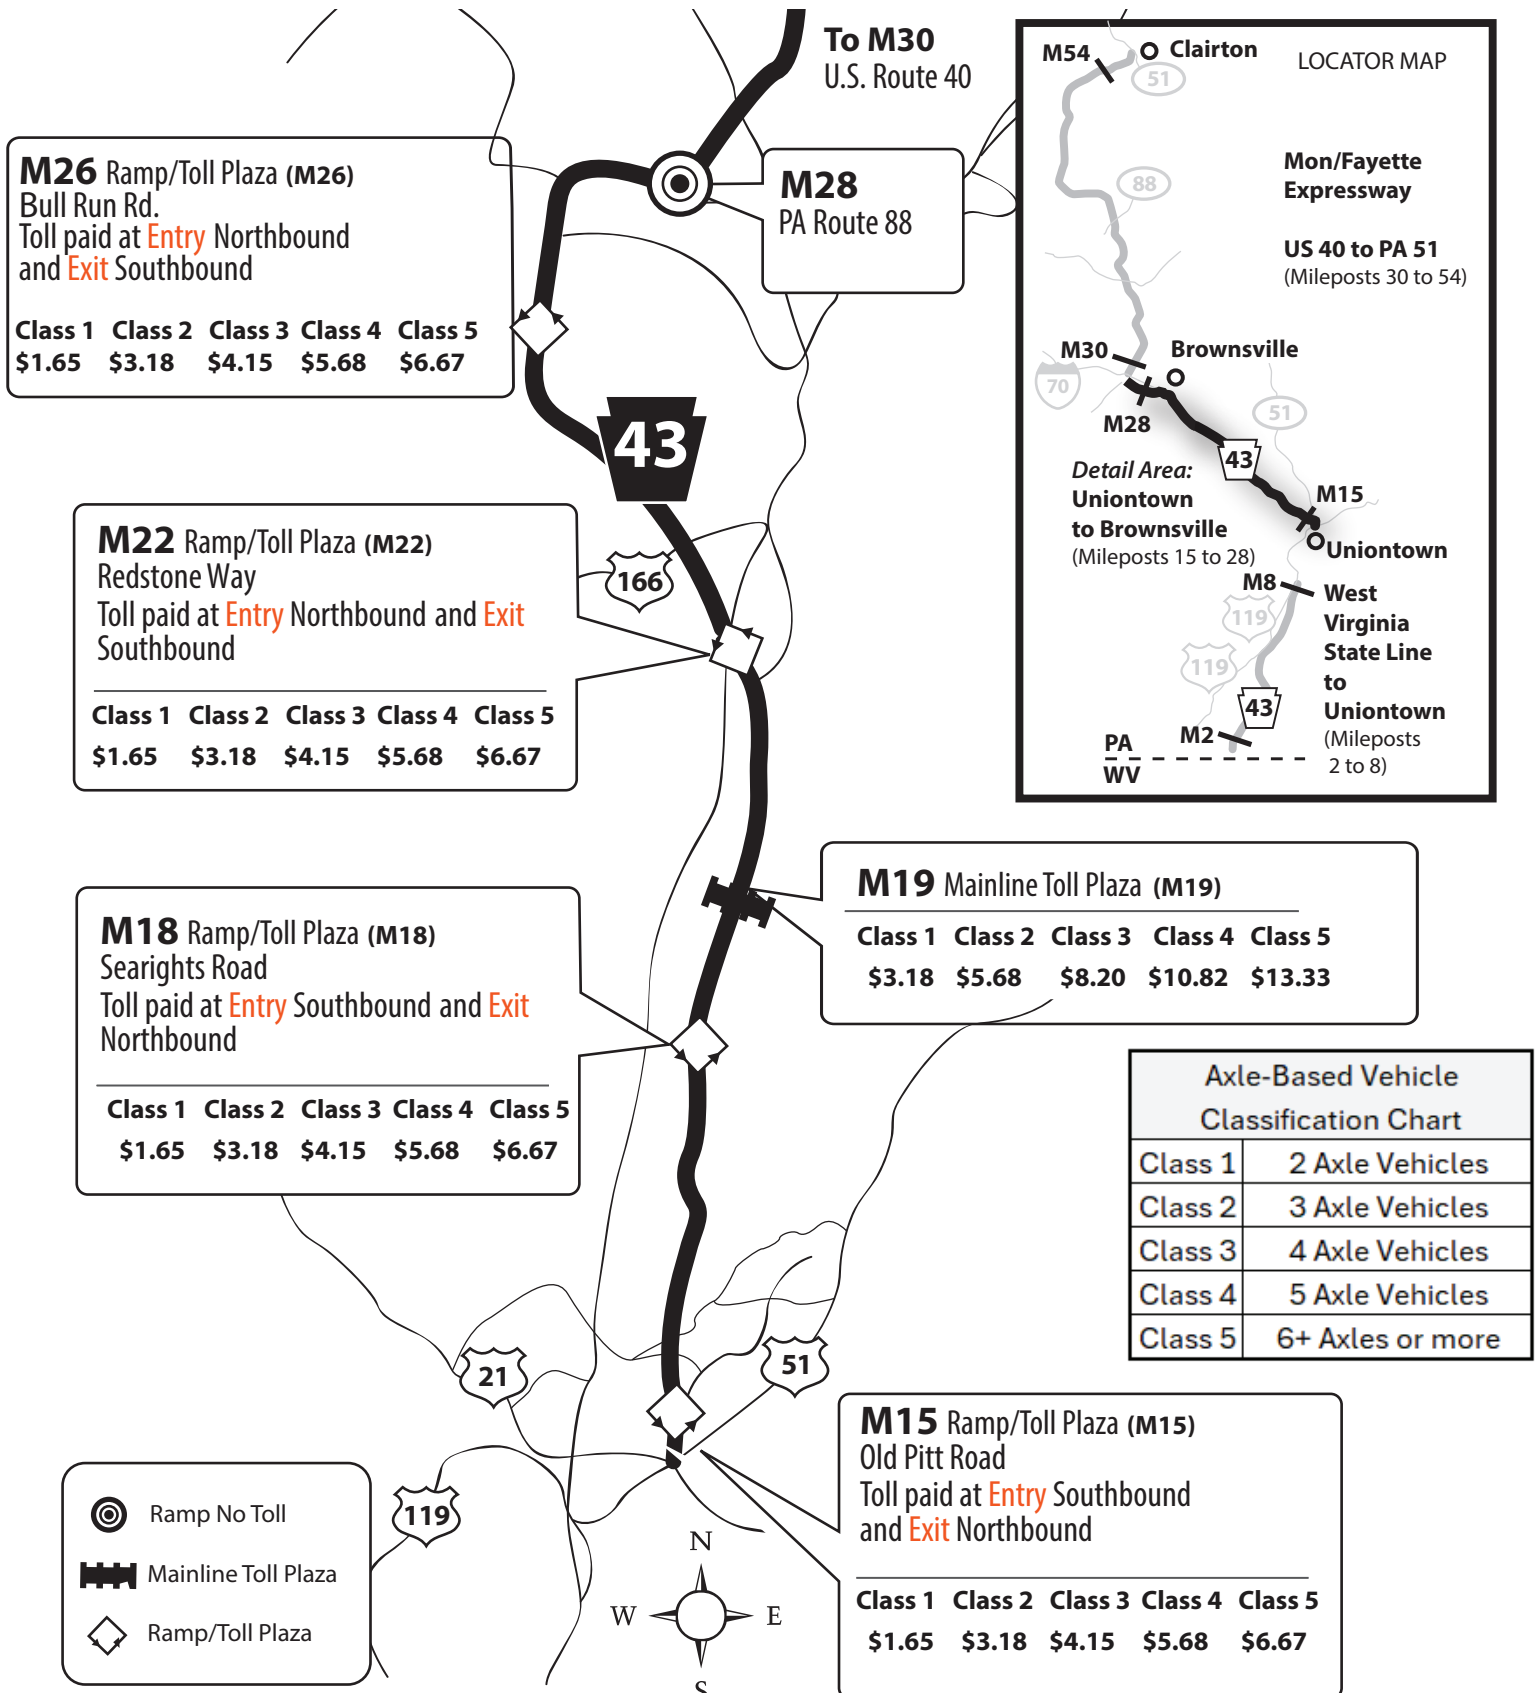 To M30
U.S. Route 40
M26 Ramp/Toll Plaza (M26)
Bull Run Rd.
Toll paid at Entry Northbound
and Exit Southbound
Class 1 Class 2 Class 3 Class 4 Class 5
$1.65 $3.18 $4.15 $5.68 $6.67
M28
PA Route 88
43
M22 Ramp/Toll Plaza (M22)
Redstone Way
Toll paid at Entry Northbound and Exit
Southbound
Class 1 Class 2 Class 3 Class 4 Class 5
$1.65 $3.18 $4.15 $5.68 $6.67
166
M18 Ramp/Toll Plaza (M18)
Searights Road
Toll paid at Entry Southbound and Exit
Northbound
Class 1 Class 2 Class 3 Class 4 Class 5
$1.65 $3.18 $4.15 $5.68 $6.67
M19 Mainline Toll Plaza (M19)
Class 1 Class 2 Class 3 Class 4 Class 5
$3.18 $5.68 $8.20 $10.82 $13.33
LOCATOR MAP
M54
Clairton
51
Mon/Fayette
Expressway
88
US 40 to PA 51
(Mileposts 30 to 54)
M30
Brownsville
70
M28
51
43
Detail Area:
Uniontown
to Brownsville
(Mileposts 15 to 28)
M15
Uniontown
M8
West
Virginia
State Line
to
Uniontown
(Mileposts
2 to 8)
119
119
43
M2
PA
WV
Axle-Based Vehicle
Classification Chart
Class 1 2 Axle Vehicles
Class 2 3 Axle Vehicles
Class 3 4 Axle Vehicles
Class 4 5 Axle Vehicles
Class 5 6+ Axles or more
21
51
119
M15 Ramp/Toll Plaza (M15)
Old Pitt Road
Toll paid at Entry Southbound
and Exit Northbound
Class 1 Class 2 Class 3 Class 4 Class 5
$1.65 $3.18 $4.15 $5.68 $6.67
Ramp No Toll
Mainline Toll Plaza
Ramp/Toll Plaza
N
W E
S